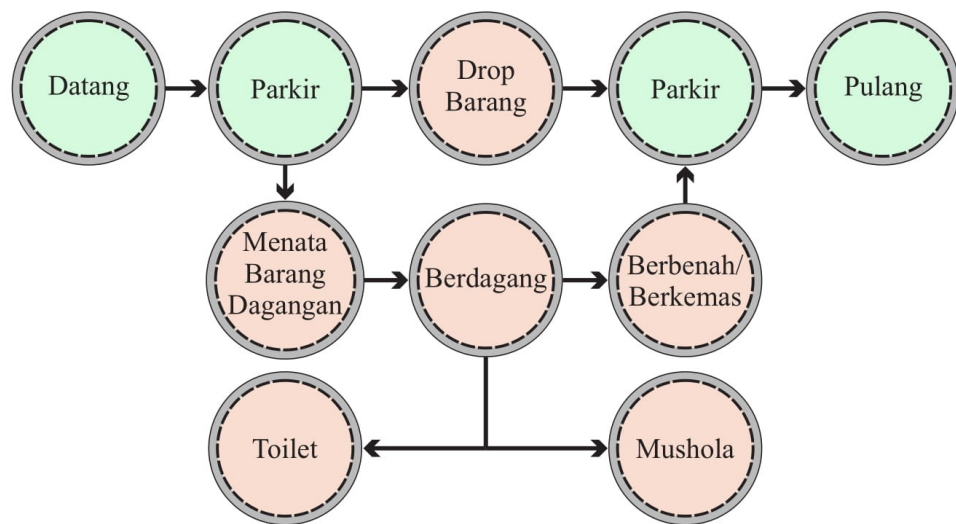 Datang
Parkir
Drop
Barang
Parkir
Pulang
Menata
Barang
Dagangan
Berdagang
Berbenah/
Berkemas
Toilet
Mushola